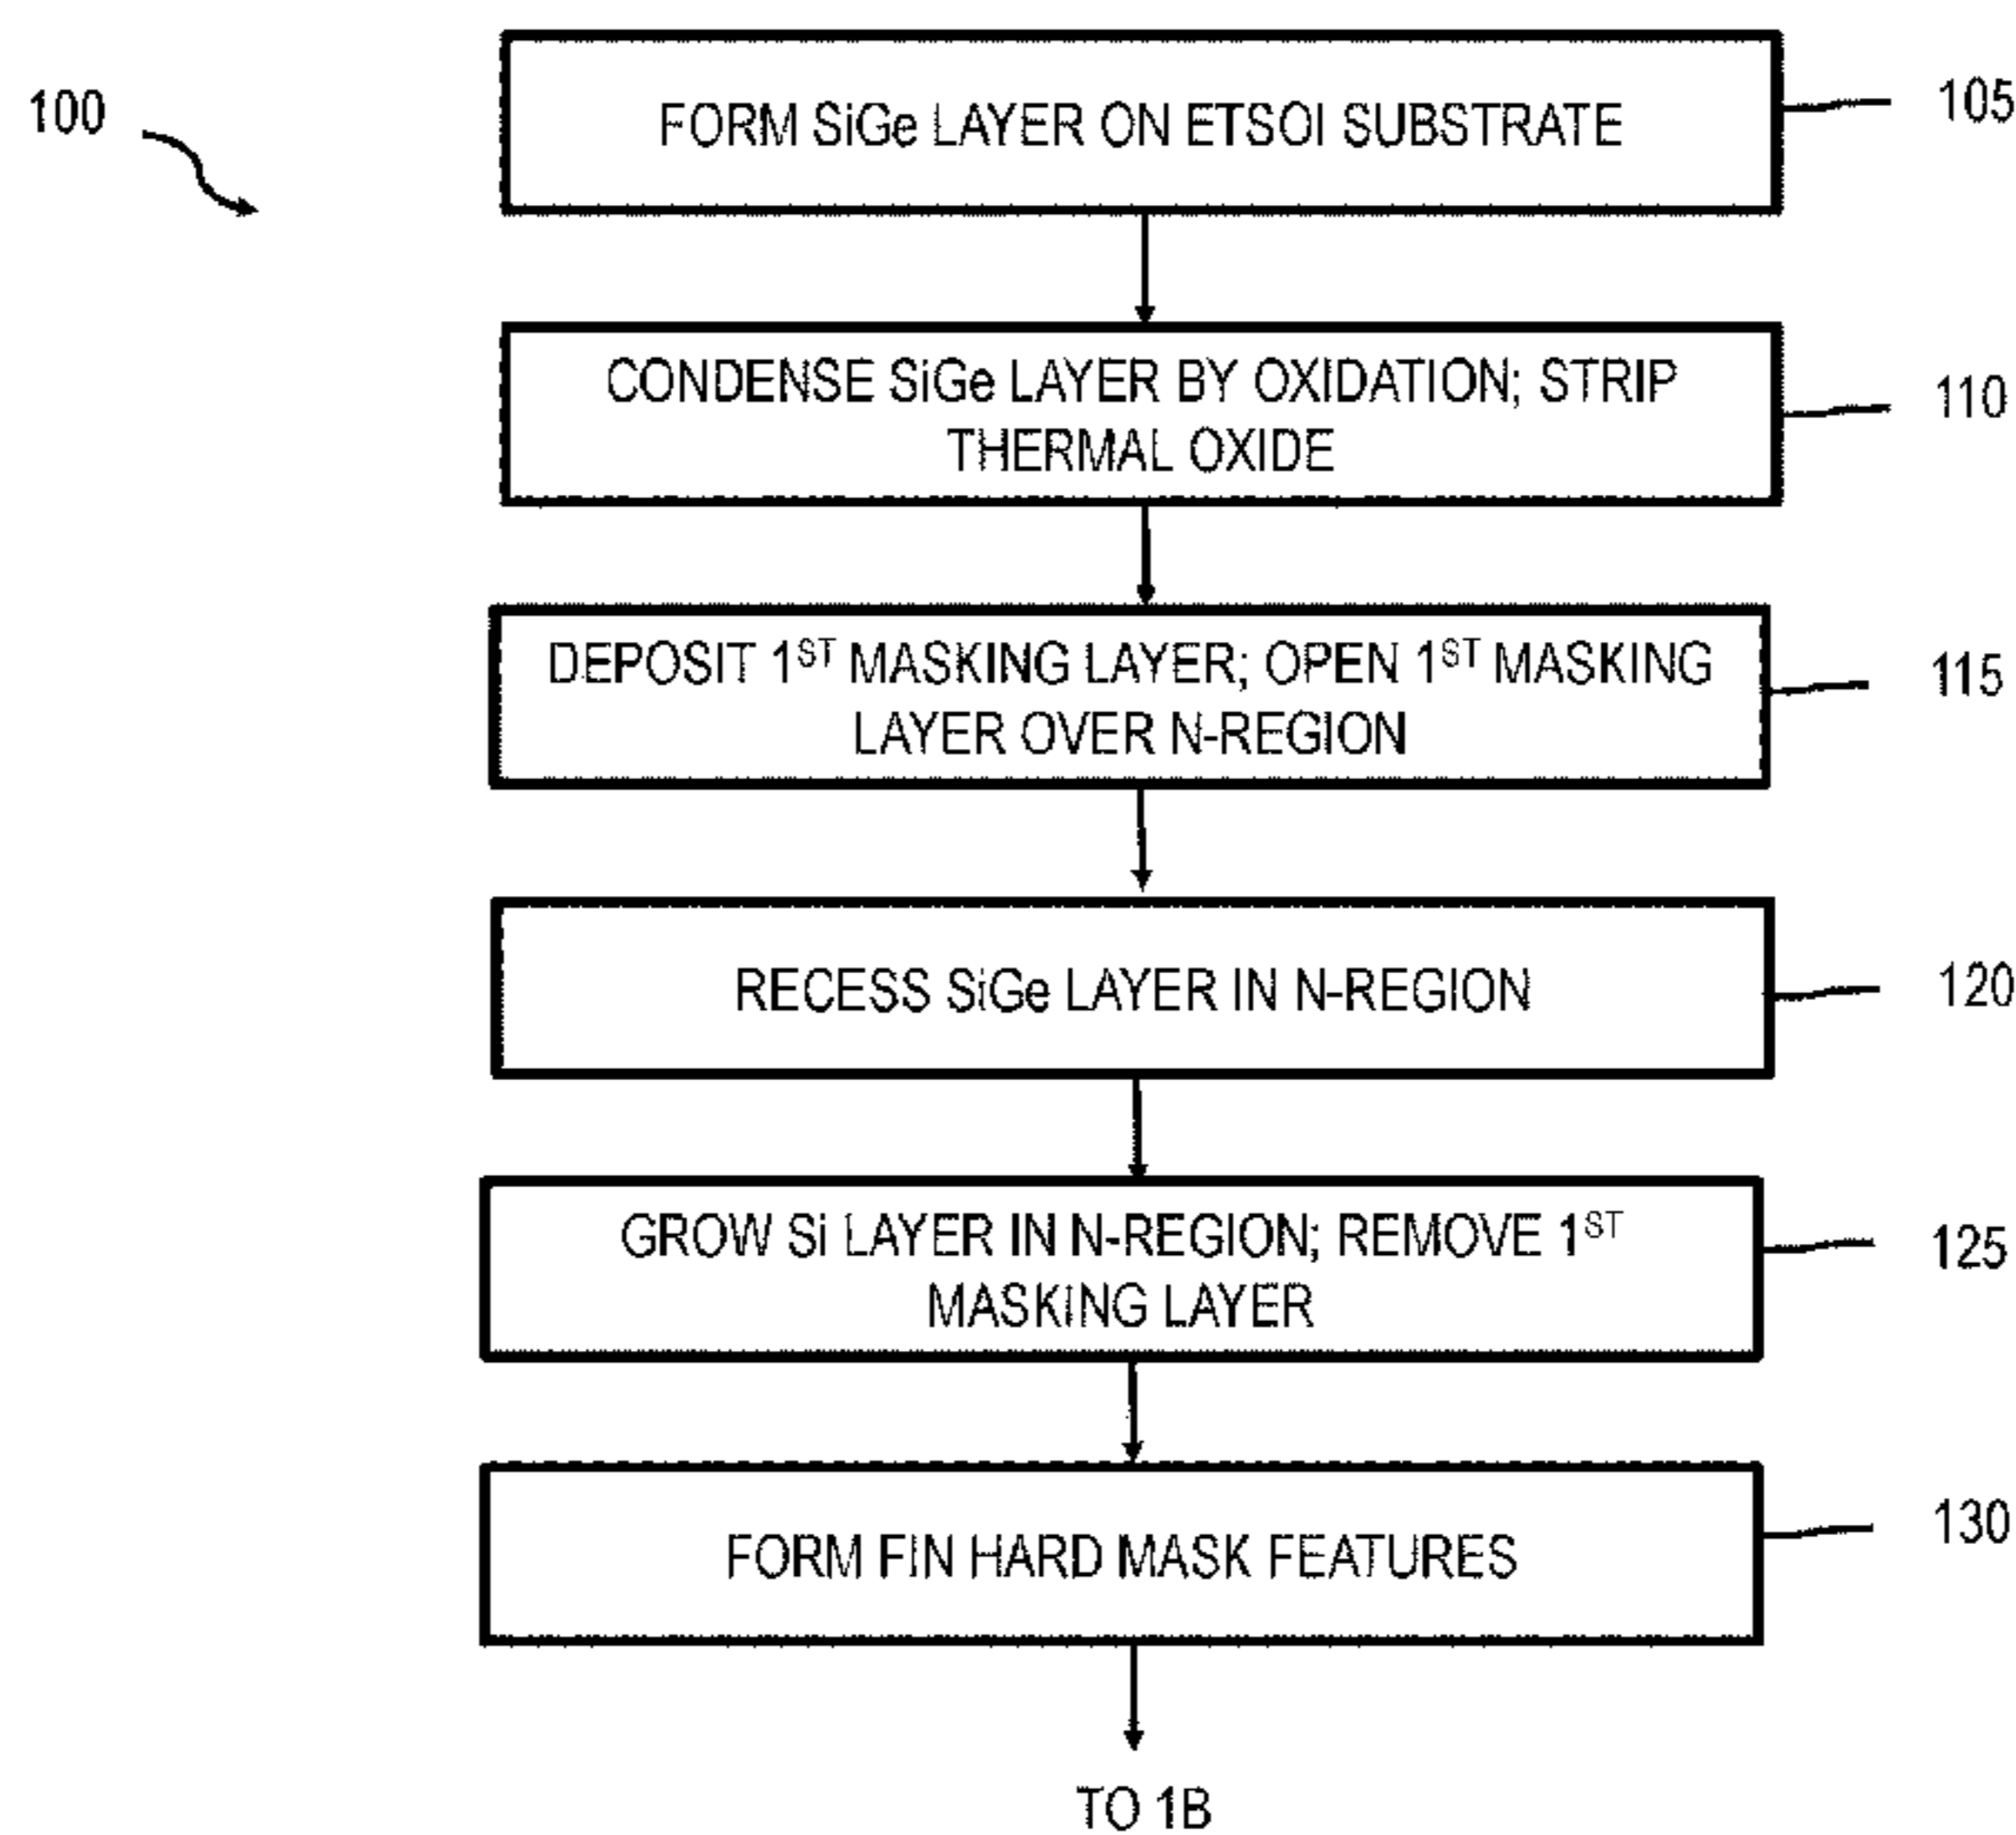 100
FORM SiGe LAYER ON ETSOI SUBSTRATE
105
CONDENSE SiGe LAYER BY OXIDATION; STRIP
THERMAL OXIDE
110
DEPOSIT 1ST MASKING LAYER; OPEN 1ST MASKING
LAYER OVER N-REGION
115
RECESS SiGe LAYER IN N-REGION
120
GROW Si LAYER IN N-REGION; REMOVE 1ST
MASKING LAYER
125
FORM FIN HARD MASK FEATURES
130
TO 1B